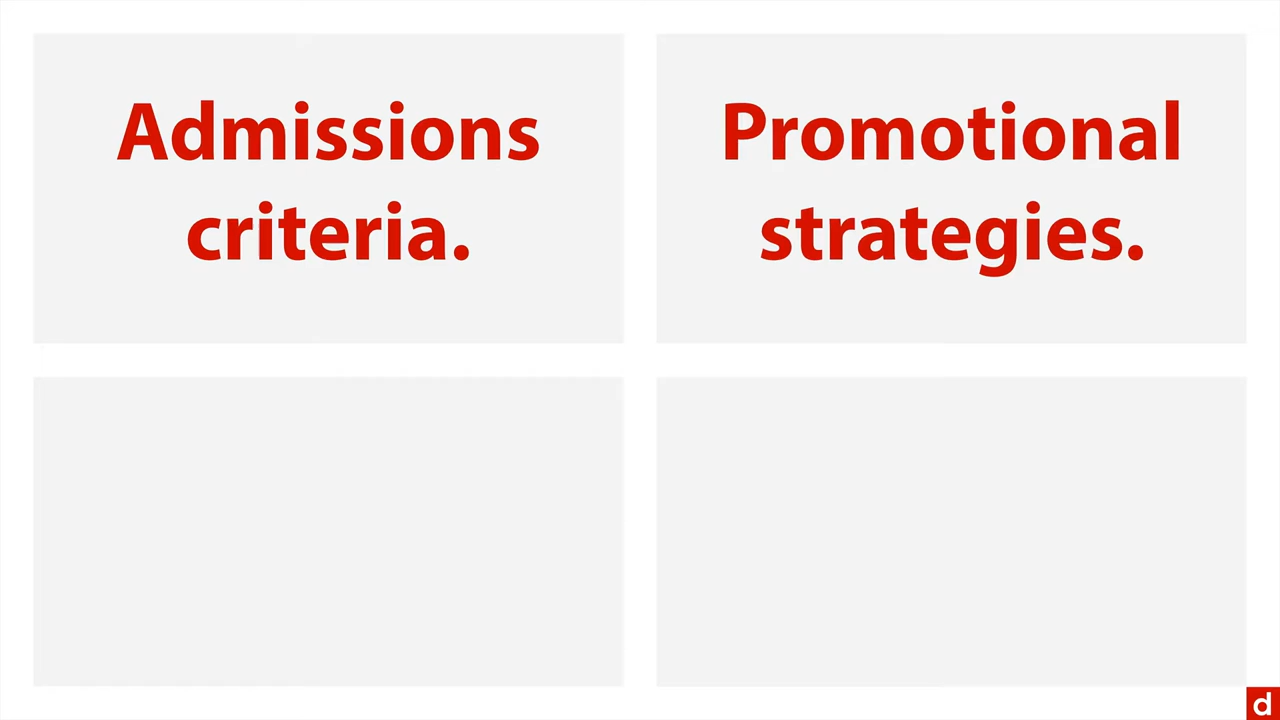 Admissions
criteria.
Promotional
strategies.
d